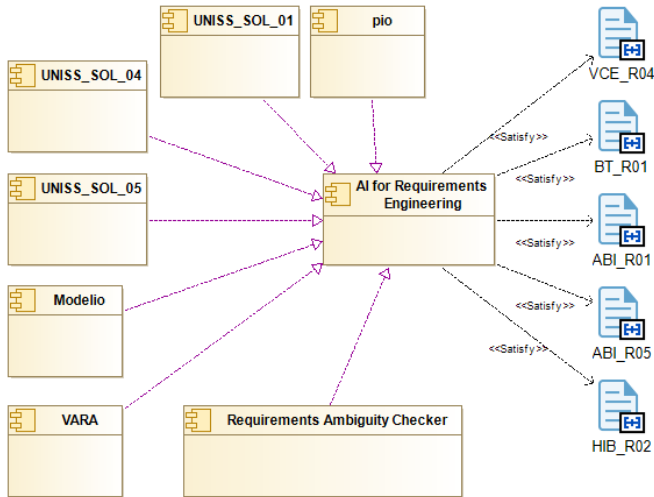 UNISS_SOL_01
pio
VCE_R04
UNISS_SOL_04
<<Satisfy>>
BT_R01
<<Satisfy>>
UNISS_SOL_05
AI for Requirements
Engineering
<<Satisfy>>
ABI_R01
Modelio
<<Satisfy>>
<<Satisfy>>
ABI_R05
VARA
Requirements Ambiguity Checker
HIB_R02